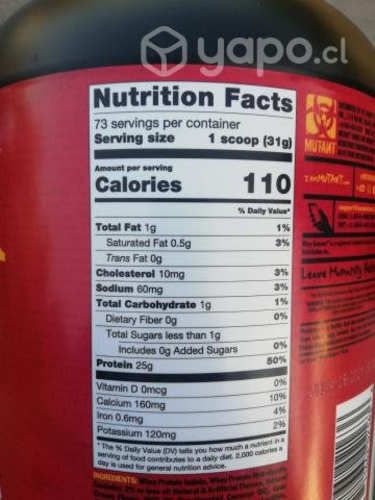 yapo.cl
Nutrition Facts
73 servings per container
Serving size 1 scoop (31g)
Amount per serving
Calories 110
% Daily Value*
Total Fat 1g 1%
Saturated Fat 0.5g 3%
Trans Fat 0g
Cholesterol 10mg 3%
Sodium 60mg 3%
Total Carbohydrate 1g 1%
Dietary Fiber 0g 0%
Total Sugars less than 1g
Includes 0g Added Sugars 0%
Protein 25g 50%
Vitamin D 0mcg 0%
Calcium 160mg 10%
Iron 0.6mg 4%
Potassium 120mg 2%
* The % Daily Value (DV) tells you how much a nutrient in a
serving of food contributes to a daily diet. 2,000 calories a
day is used for general nutrition advice.
INGREDIENTS: Whey Protein Isolate, Whey Protein
MUTANT
Leave Humanity